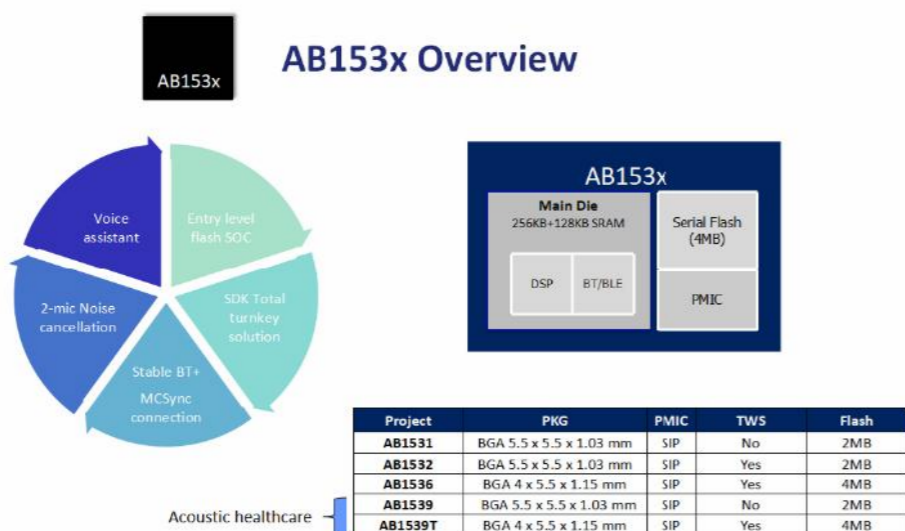 AB153x
AB153x Overview
Voice
assistant
Entry level
flash SOC
2-mic Noise
cancellation
SDK Total
turnkey
solution
Stable BT+
MCSync
connection
AB153x
Main Die
256KB+128KB SRAM
DSP
BT/BLE
Serial Flash
(4MB)
PMIC
Project PKG PMIC TWS Flash
AB1531 BGA 5.5 x 5.5 x 1.03 mm SIP No 2MB
AB1532 BGA 5.5 x 5.5 x 1.03 mm SIP Yes 2MB
AB1536 BGA 4 x 5.5 x 1.15 mm SIP Yes 4MB
AB1539 BGA 5.5 x 5.5 x 1.03 mm SIP No 2MB
AB1539T BGA 4 x 5.5 x 1.15 mm SIP Yes 4MB
Acoustic healthcare